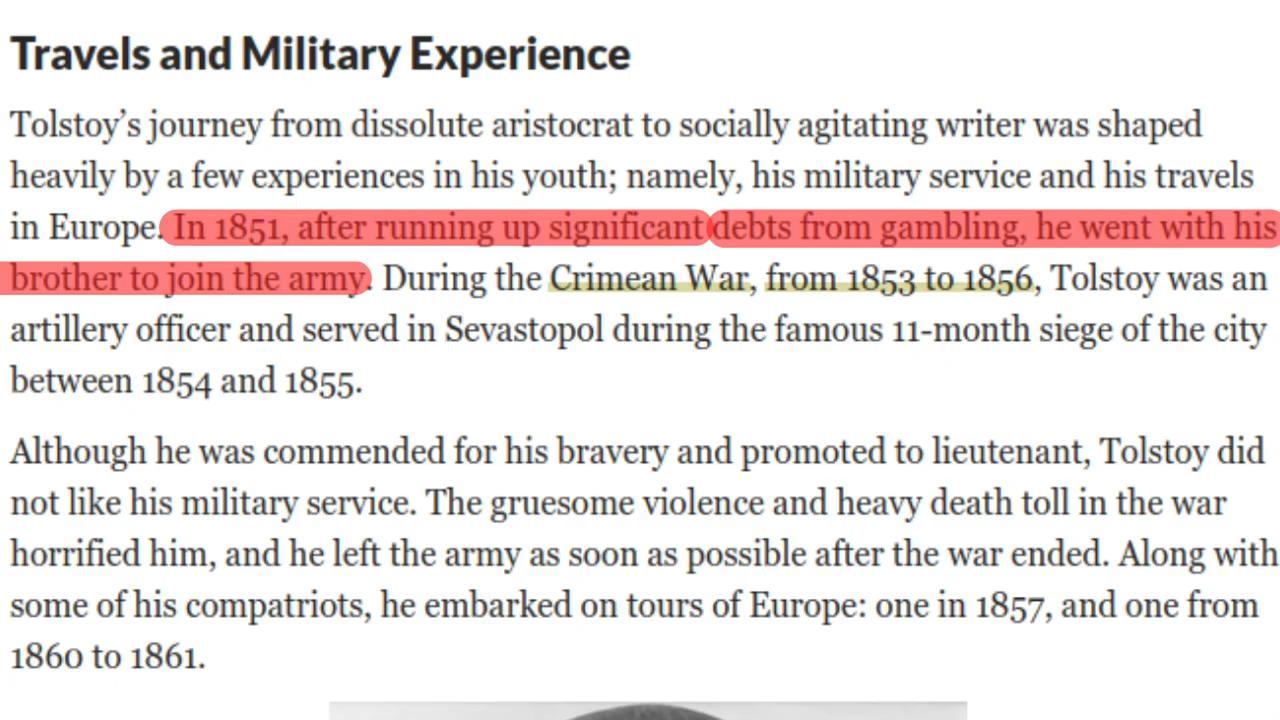 Travels and Military Experience
Tolstoy’s journey from dissolute aristocrat to socially agitating writer was shaped
heavily by a few experiences in his youth; namely, his military service and his travels
in Europe. In 1851, after running up significant debts from gambling, he went with his
brother to join the army. During the Crimean War, from 1853 to 1856, Tolstoy was an
artillery officer and served in Sevastopol during the famous 11-month siege of the city
between 1854 and 1855.
Although he was commended for his bravery and promoted to lieutenant, Tolstoy did
not like his military service. The gruesome violence and heavy death toll in the war
horrified him, and he left the army as soon as possible after the war ended. Along with
some of his compatriots, he embarked on tours of Europe: one in 1857, and one from
1860 to 1861.